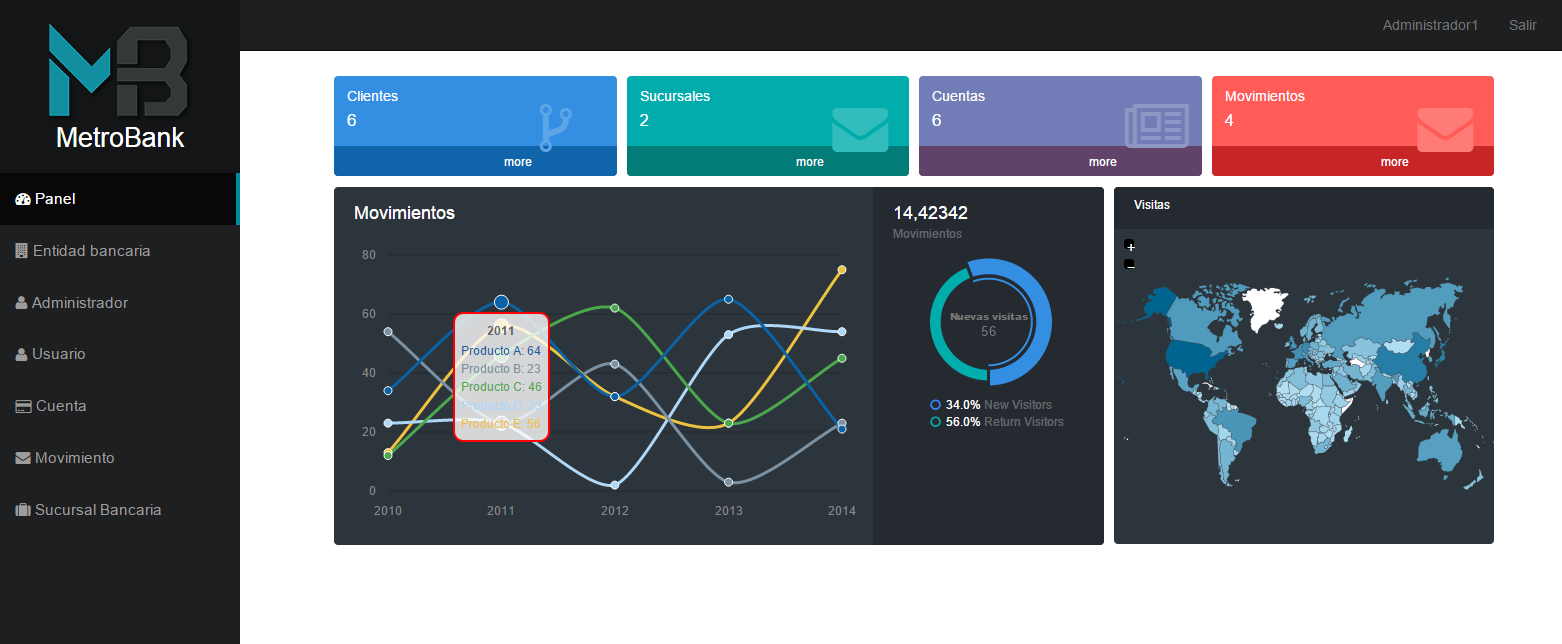 Administrador1 Salir
MB
MetroBank
Panel
Entidad bancaria
Administrador
Usuario
Cuenta
Movimiento
Sucursal Bancaria
Clientes
6
more
Sucursales
2
more
Cuentas
6
more
Movimientos
4
more
Movimientos
80
60
40
20
0
2010 2011 2012 2013 2014
2011
Producto A: 64
Producto B: 23
Producto C: 46
Producto E: 56
14,42342
Movimientos
Nuevas visitas
56
34.0% New Visitors
56.0% Return Visitors
Visitas
+
−